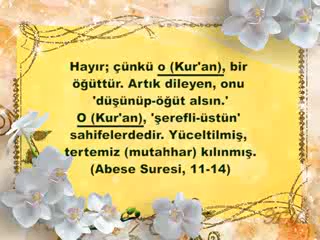 Hayır; çünkü o (Kur'an), bir
öğüttür. Artık dileyen, onu
'düşünüp-öğüt alsın.'
O (Kur'an), 'şerefli-üstün'
sahifelerdedir. Yüceltilmiş,
tertemiz (mutahhar) kılınmış.
(Abese Suresi, 11-14)